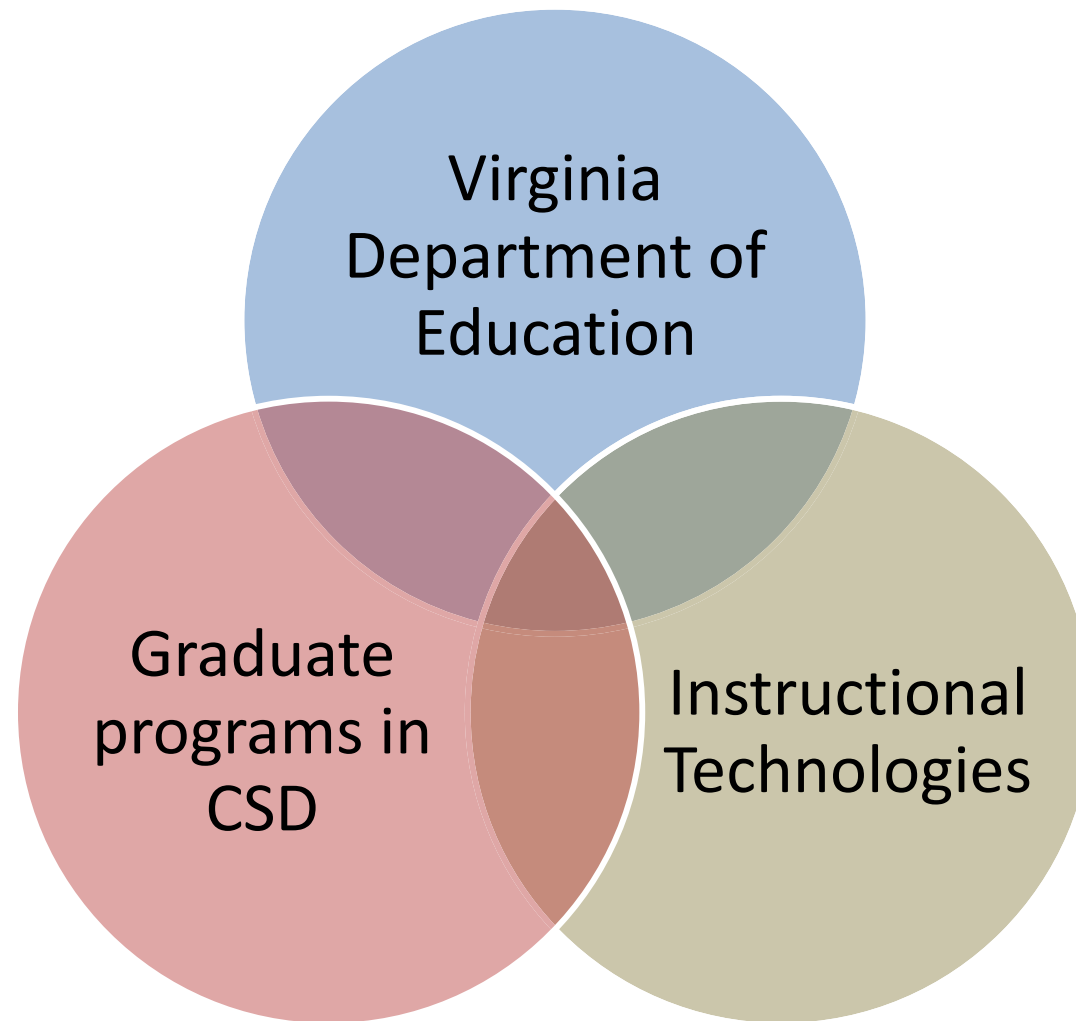 Virginia
Department of
Education
Graduate
programs in
CSD
Instructional
Technologies